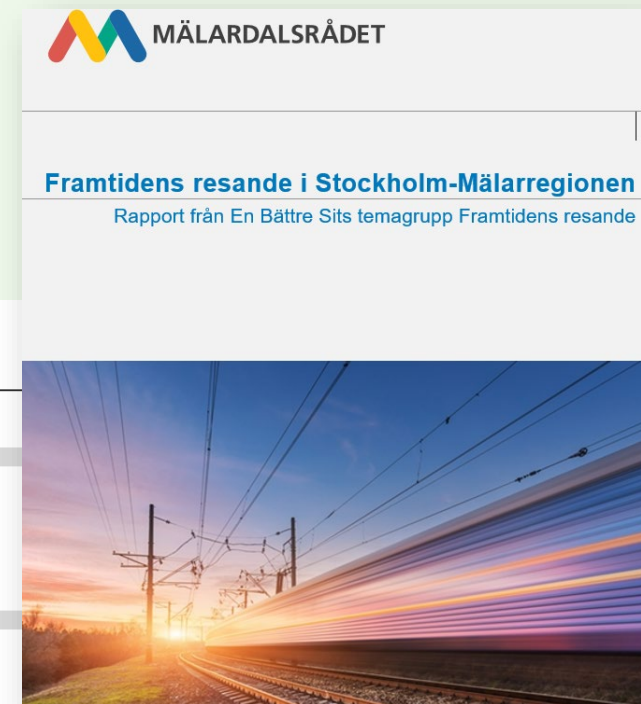 MÄLARDALSRÅDET
Framtidens resande i Stockholm-Mälarregionen
Rapport från En Bättre Sits temagrupp Framtidens resande